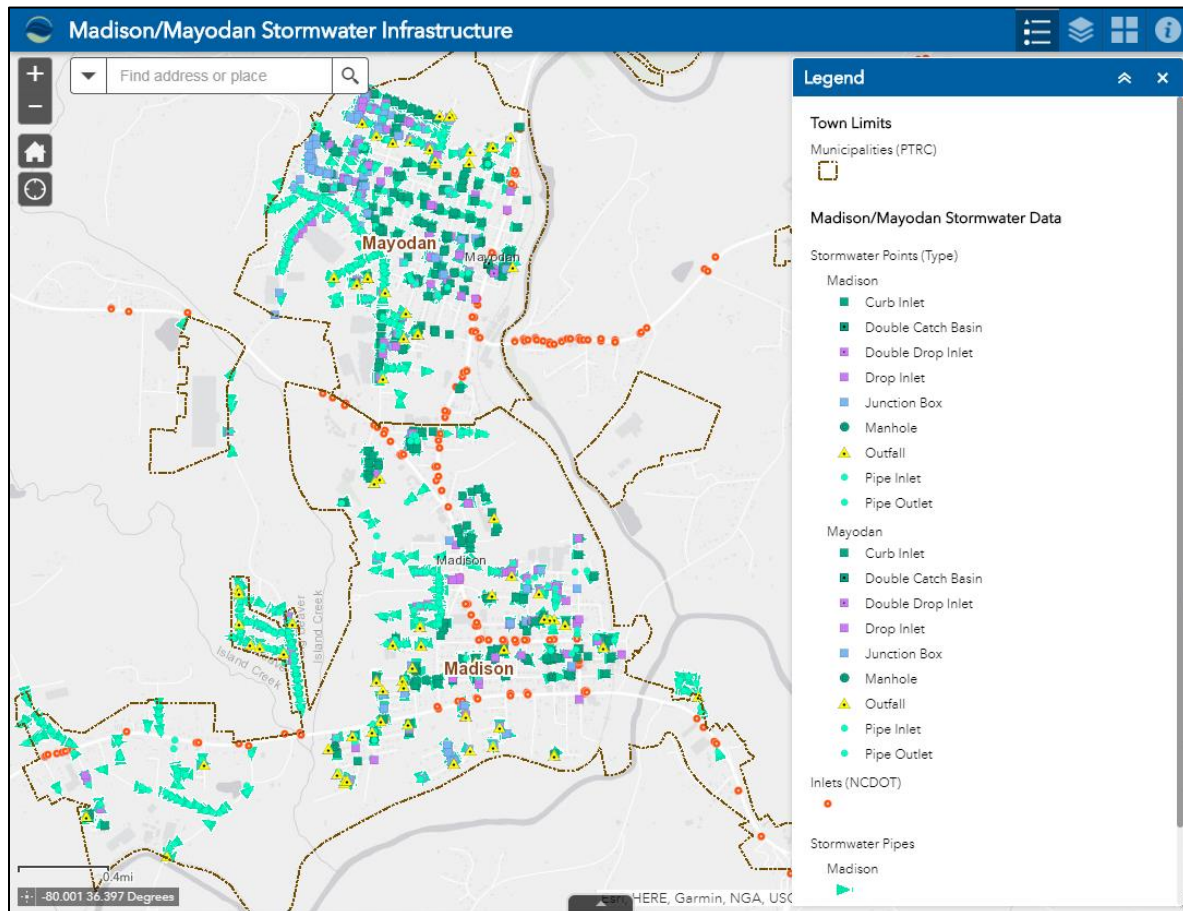 Madison/Mayodan Stormwater Infrastructure
Find address or place
Legend
Town Limits
Municipalities (PTRC)
Madison/Mayodan Stormwater Data
Stormwater Points (Type)
Madison
Curb Inlet
Double Catch Basin
Double Drop Inlet
Drop Inlet
Junction Box
Manhole
Outfall
Pipe Inlet
Pipe Outlet
Mayodan
Curb Inlet
Double Catch Basin
Double Drop Inlet
Drop Inlet
Junction Box
Manhole
Outfall
Pipe Inlet
Pipe Outlet
Inlets (NCDOT)
Stormwater Pipes
Madison
Mayodan
Mayodan
Madison
Madison
Beaver
Island Creek
Island Creek
0.4mi
-80.001 36.397 Degrees
Esri, HERE, Garmin, NGA, USG